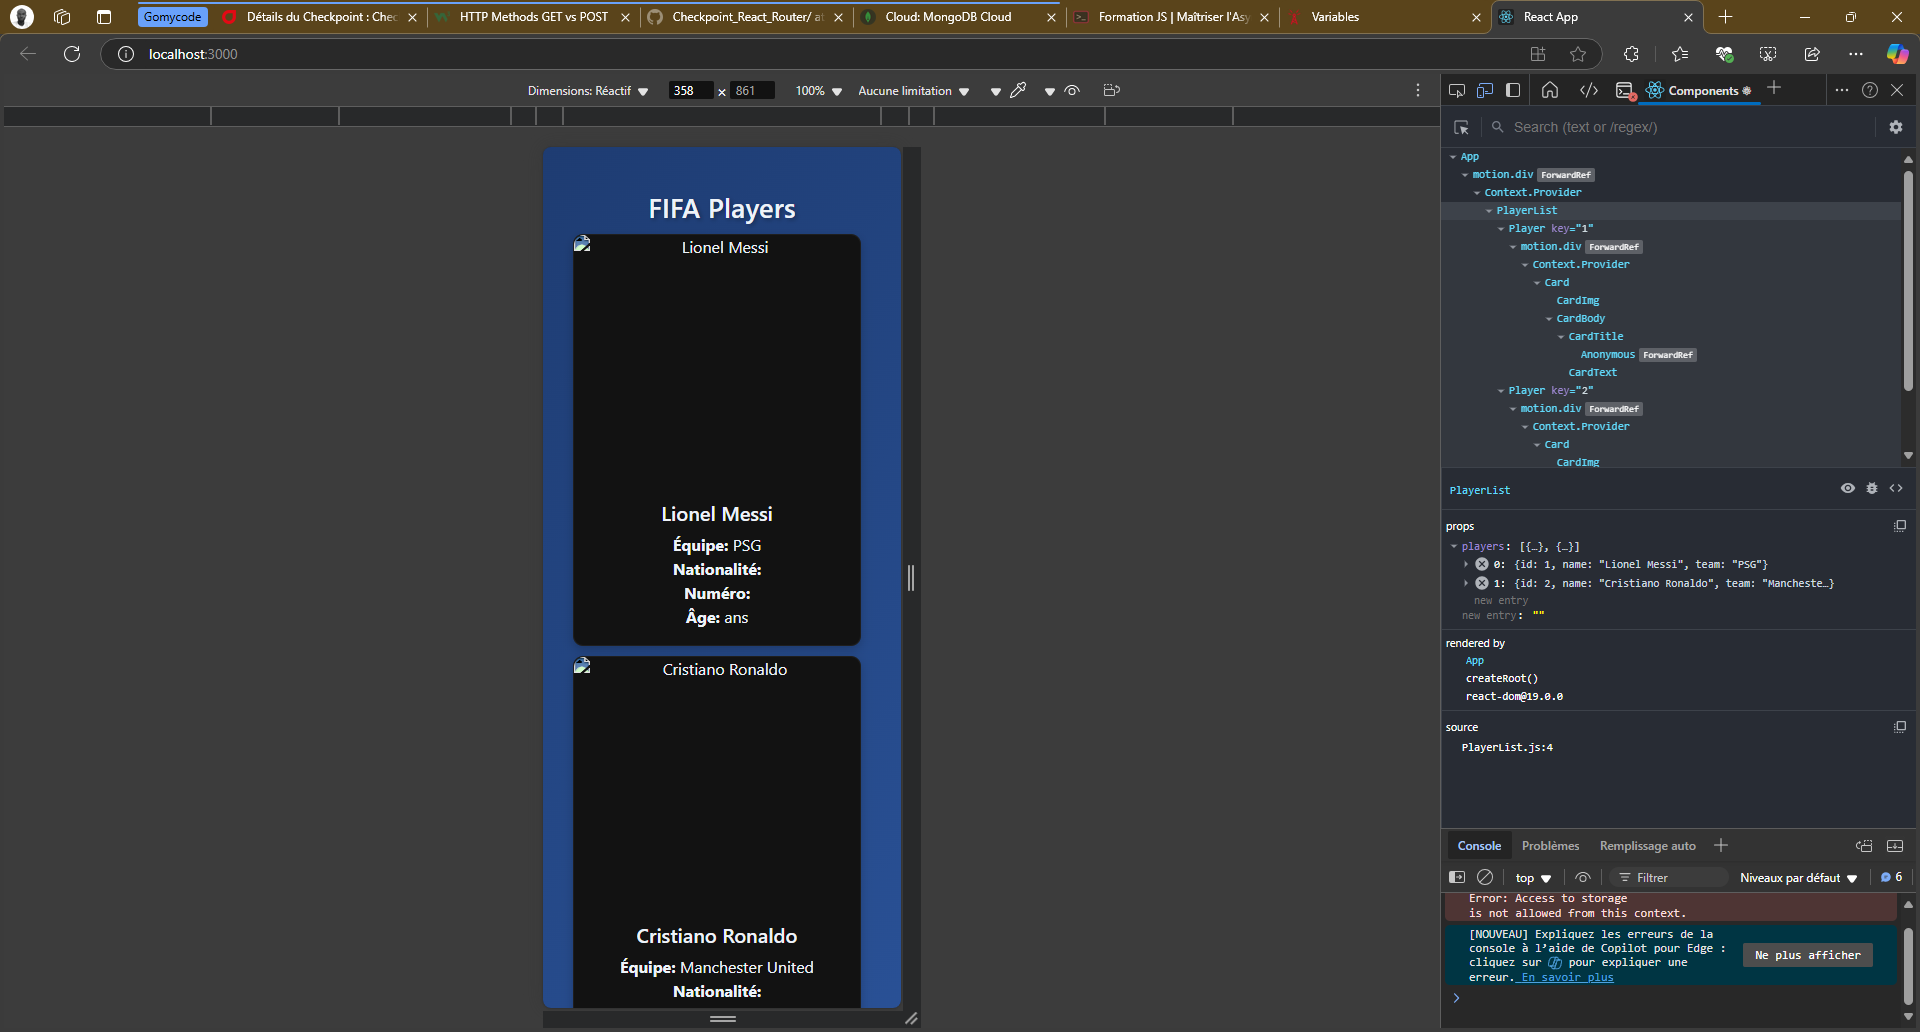 Gomycode
Détails du Checkpoint : Chec
HTTP Methods GET vs POST
Checkpoint_React_Router/ at
Cloud: MongoDB Cloud
Formation JS | Maîtriser l'Asy
Variables
React App
localhost:3000
Dimensions: Réactif
358 x 861
100%
Aucune limitation
Components
Search (text or /regex/)
App
motion.div ForwardRef
Context.Provider
PlayerList
Player key="1"
motion.div ForwardRef
Context.Provider
Card
CardImg
CardBody
CardTitle
Anonymous ForwardRef
CardText
Player key="2"
motion.div ForwardRef
Context.Provider
Card
CardImg
FIFA Players
Lionel Messi
Lionel Messi
Équipe: PSG
Nationalité:
Numéro:
Âge: ans
Cristiano Ronaldo
Cristiano Ronaldo
Équipe: Manchester United
Nationalité:
PlayerList
props
players: [{…}, {…}]
0: {id: 1, name: "Lionel Messi", team: "PSG"}
1: {id: 2, name: "Cristiano Ronaldo", team: "Mancheste…}
new entry
new entry: ""
rendered by
App
createRoot()
react-dom@19.0.0
source
PlayerList.js:4
Console
Problèmes
Remplissage auto
top
Filtrer
Niveaux par défaut
6
Error: Access to storage
is not allowed from this context.
[NOUVEAU] Expliquez les erreurs de la
console à l’aide de Copilot pour Edge :
cliquez sur pour expliquer une
erreur. En savoir plus
Ne plus afficher